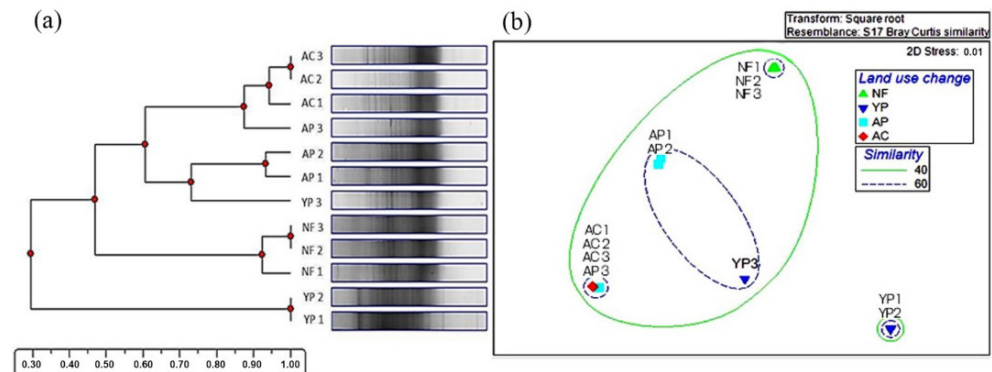 (a)
AC 3
AC 2
AC 1
AP 3
AP 2
AP 1
YP 3
NF 3
NF 2
NF 1
YP 2
YP 1
0.30 0.40 0.50 0.60 0.70 0.80 0.90 1.00
(b)
Transform: Square root
Resemblance: S17 Bray Curtis similarity
2D Stress: 0.01
NF1
NF2
NF3
AP1
AP2
AC1
AC2
AC3
AP3
YP3
YP1
YP2
Land use change
NF
YP
AP
AC
Similarity
40
60